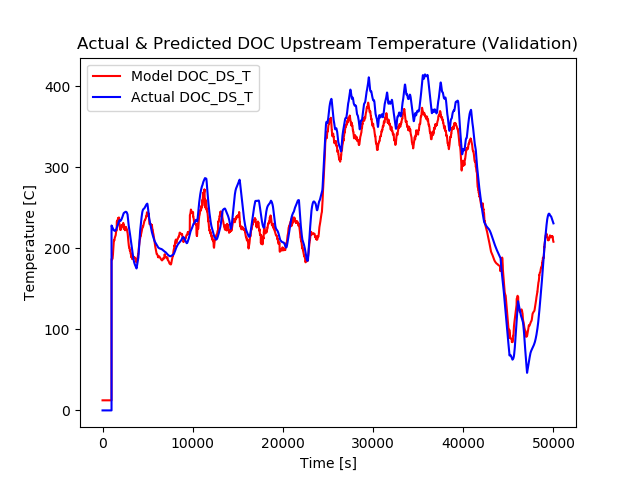 Actual & Predicted DOC Upstream Temperature (Validation)
Model DOC_DS_T
Actual DOC_DS_T
400
300
200
100
0
Temperature [C]
0 10000 20000 30000 40000 50000
Time [s]